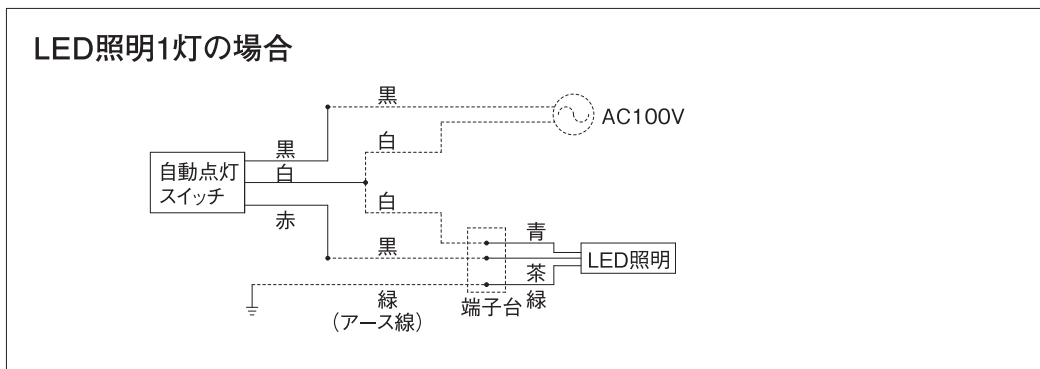 LED照明1灯の場合
黒
AC100V
白
黒
自動点灯
スイッチ
白
白
赤
青
黒
LED照明
茶
緑
端子台
緑
(アース線)